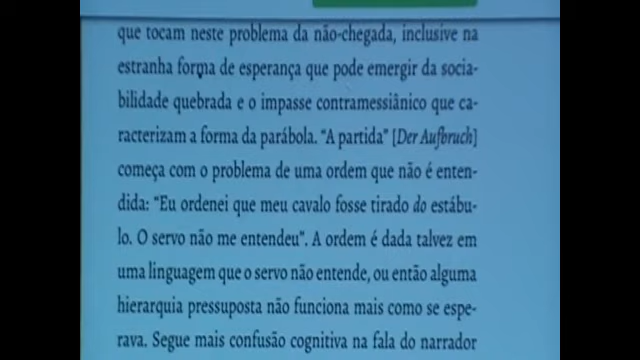 que tocam neste problema da não-chegada, inclusive na
estranha forma de esperança que pode emergir da socia-
bilidade quebrada e o impasse contramessiânico que ca-
racterizam a forma da parábola. “A partida” [Der Aufbruch]
começa com o problema de uma ordem que não é enten-
dida: “Eu ordenei que meu cavalo fosse tirado do estábu-
lo. O servo não me entendeu”. A ordem é dada talvez em
uma linguagem que o servo não entende, ou então alguma
hierarquia pressuposta não funciona mais como se espe-
rava. Segue mais confusão cognitiva na fala do narrador